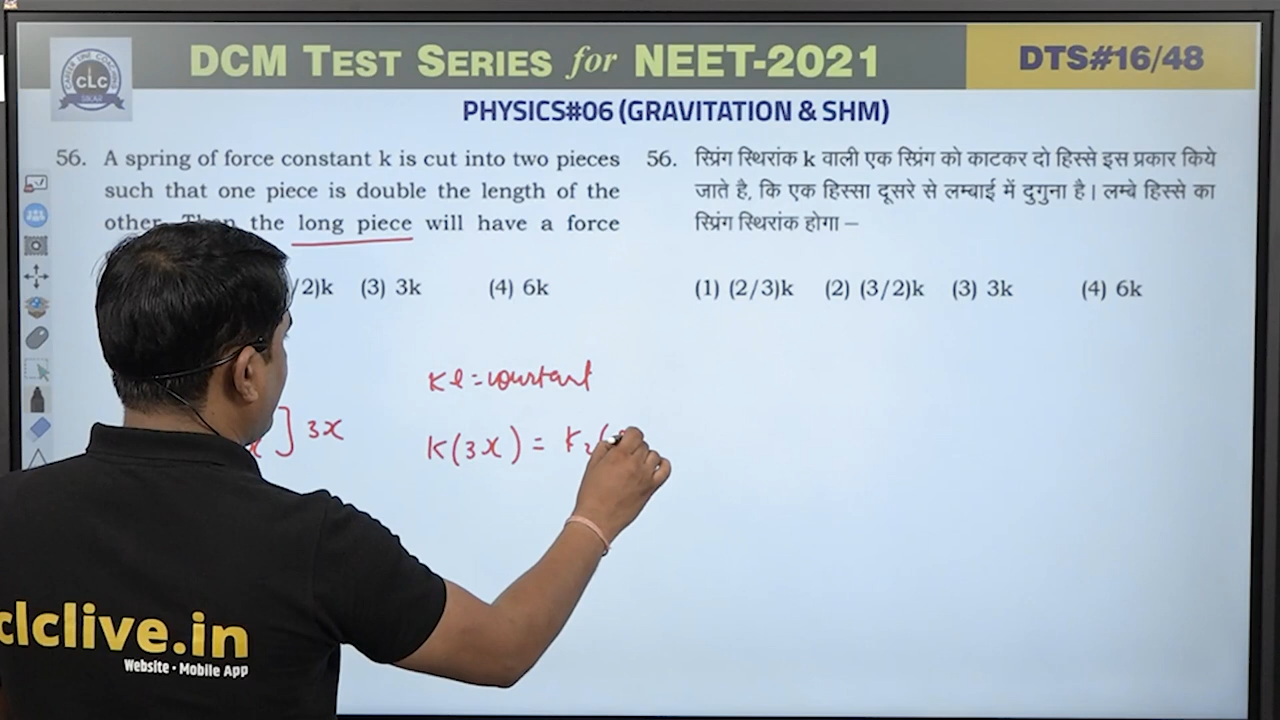 DCM TEST SERIES for NEET-2021
DTS#16/48
CLC
PHYSICS#06 (GRAVITATION & SHM)
56. A spring of force constant k is cut into two pieces
such that one piece is double the length of the
other. the long piece will have a force
/2)k (3) 3k (4) 6k
56. स्प्रिंग स्थिरांक k वाली एक स्प्रिंग को काटकर दो हिस्से इस प्रकार किये
जाते है, कि एक हिस्सा दूसरे से लम्बाई में दुगुना है। लम्बे हिस्से का
स्प्रिंग स्थिरांक होगा –
(1) (2/3)k (2) (3/2)k (3) 3k (4) 6k
Kl = constant
x ] 3x
K(3x) = K₂(
clclive.in
Website • Mobile App